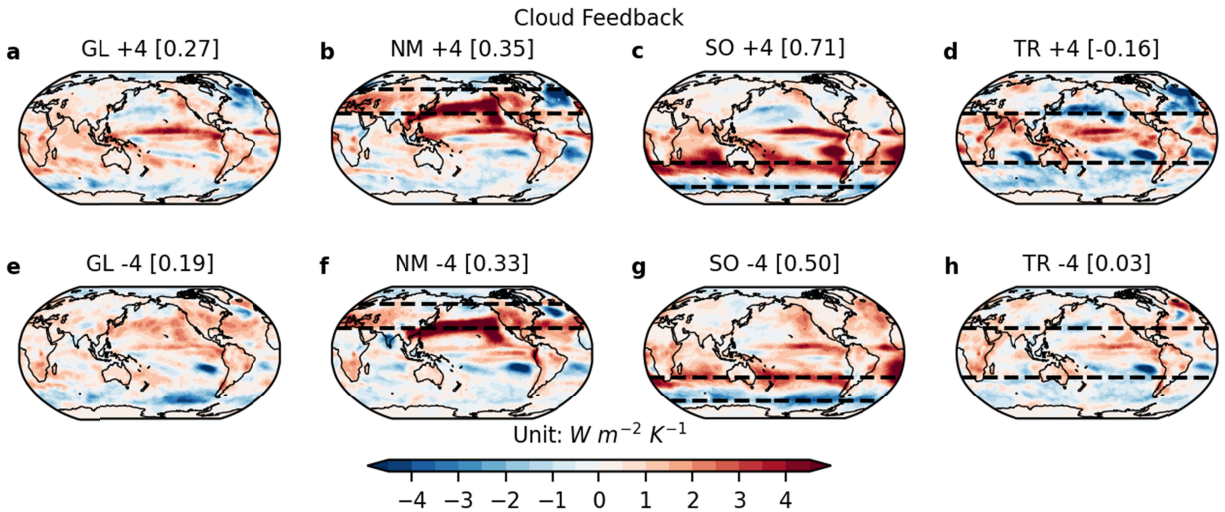 Cloud Feedback
a GL +4 [0.27]
b NM +4 [0.35]
c SO +4 [0.71]
d TR +4 [-0.16]
e GL -4 [0.19]
f NM -4 [0.33]
g SO -4 [0.50]
h TR -4 [0.03]
Unit: W m⁻² K⁻¹
−4 −3 −2 −1 0 1 2 3 4